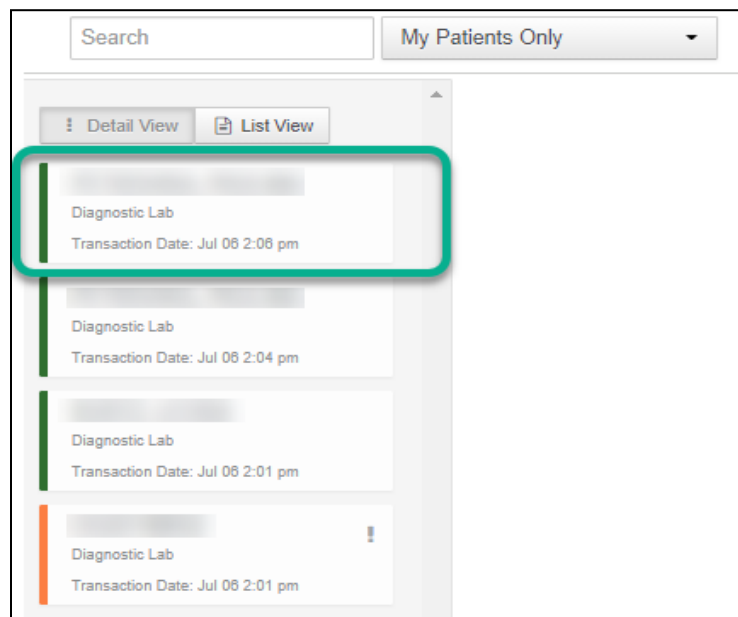 Search
My Patients Only
Detail View
List View
Diagnostic Lab
Transaction Date: Jul 06 2:06 pm
Diagnostic Lab
Transaction Date: Jul 06 2:04 pm
Diagnostic Lab
Transaction Date: Jul 06 2:01 pm
!
Diagnostic Lab
Transaction Date: Jul 06 2:01 pm